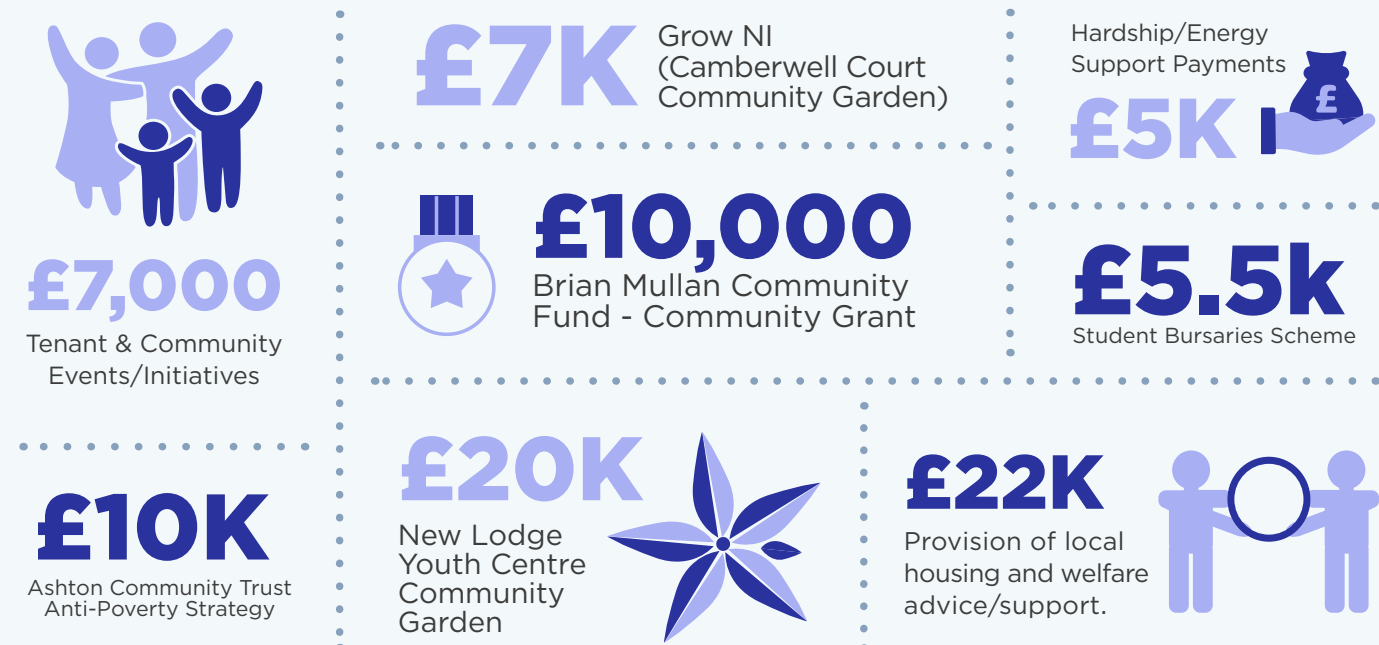 £7,000
Tenant & Community
Events/Initiatives
£10K
Ashton Community Trust
Anti-Poverty Strategy
£7K
Grow NI
(Camberwell Court
Community Garden)
£10,000
Brian Mullan Community
Fund - Community Grant
Hardship/Energy
Support Payments
£
£5K
£5.5k
Student Bursaries Scheme
£20K
New Lodge
Youth Centre
Community
Garden
£22K
Provision of local
housing and welfare
advice/support.